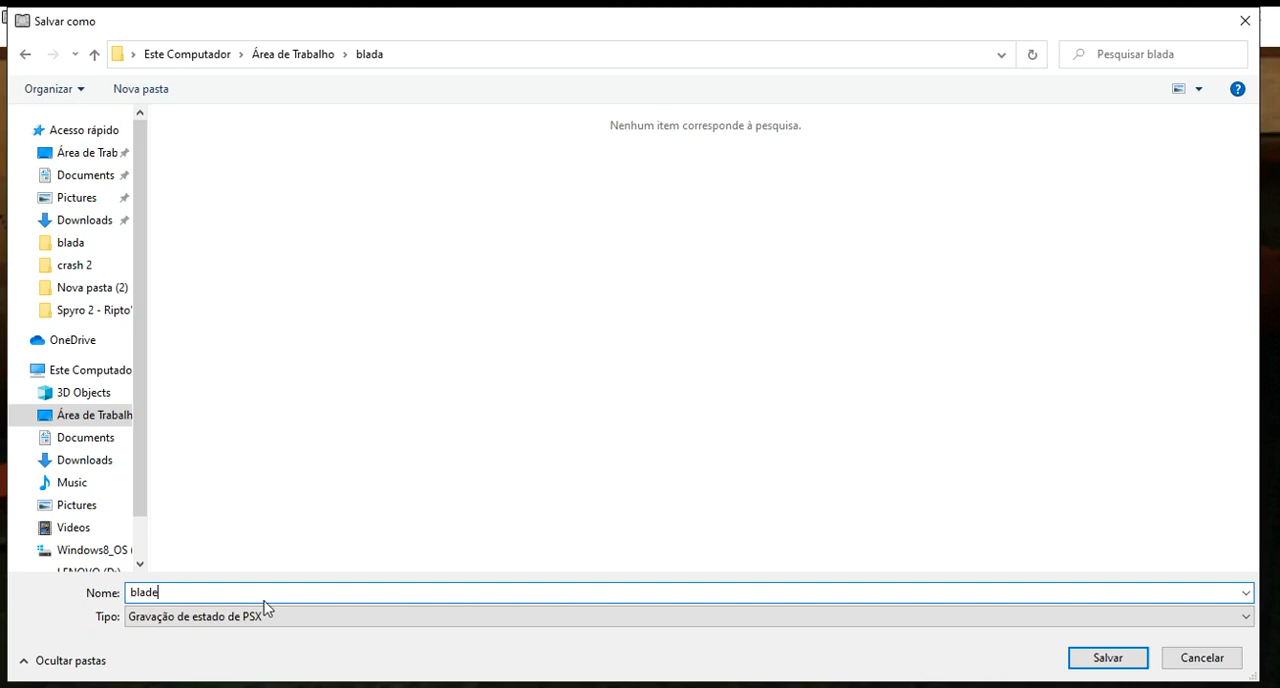 Salvar como
Este Computador > Área de Trabalho > blada
Pesquisar blada
Organizar
Nova pasta
Nenhum item corresponde à pesquisa.
Acesso rápido
Área de Trab
Documents
Pictures
Downloads
blada
crash 2
Nova pasta (2)
Spyro 2 - Ripto'
OneDrive
Este Computado
3D Objects
Área de Trabalh
Documents
Downloads
Music
Pictures
Videos
Windows8_OS (
LENOVO (D:)
Nome: blade
Tipo: Gravação de estado de PSX
Ocultar pastas
Salvar
Cancelar